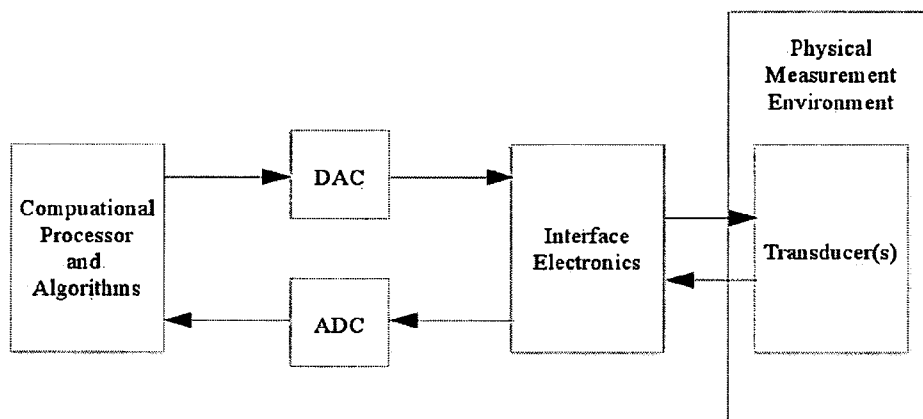 Physical
Measurement
Environment
Compuational
Processor
and
Algorithms
DAC
ADC
Interface
Electronics
Transducer(s)